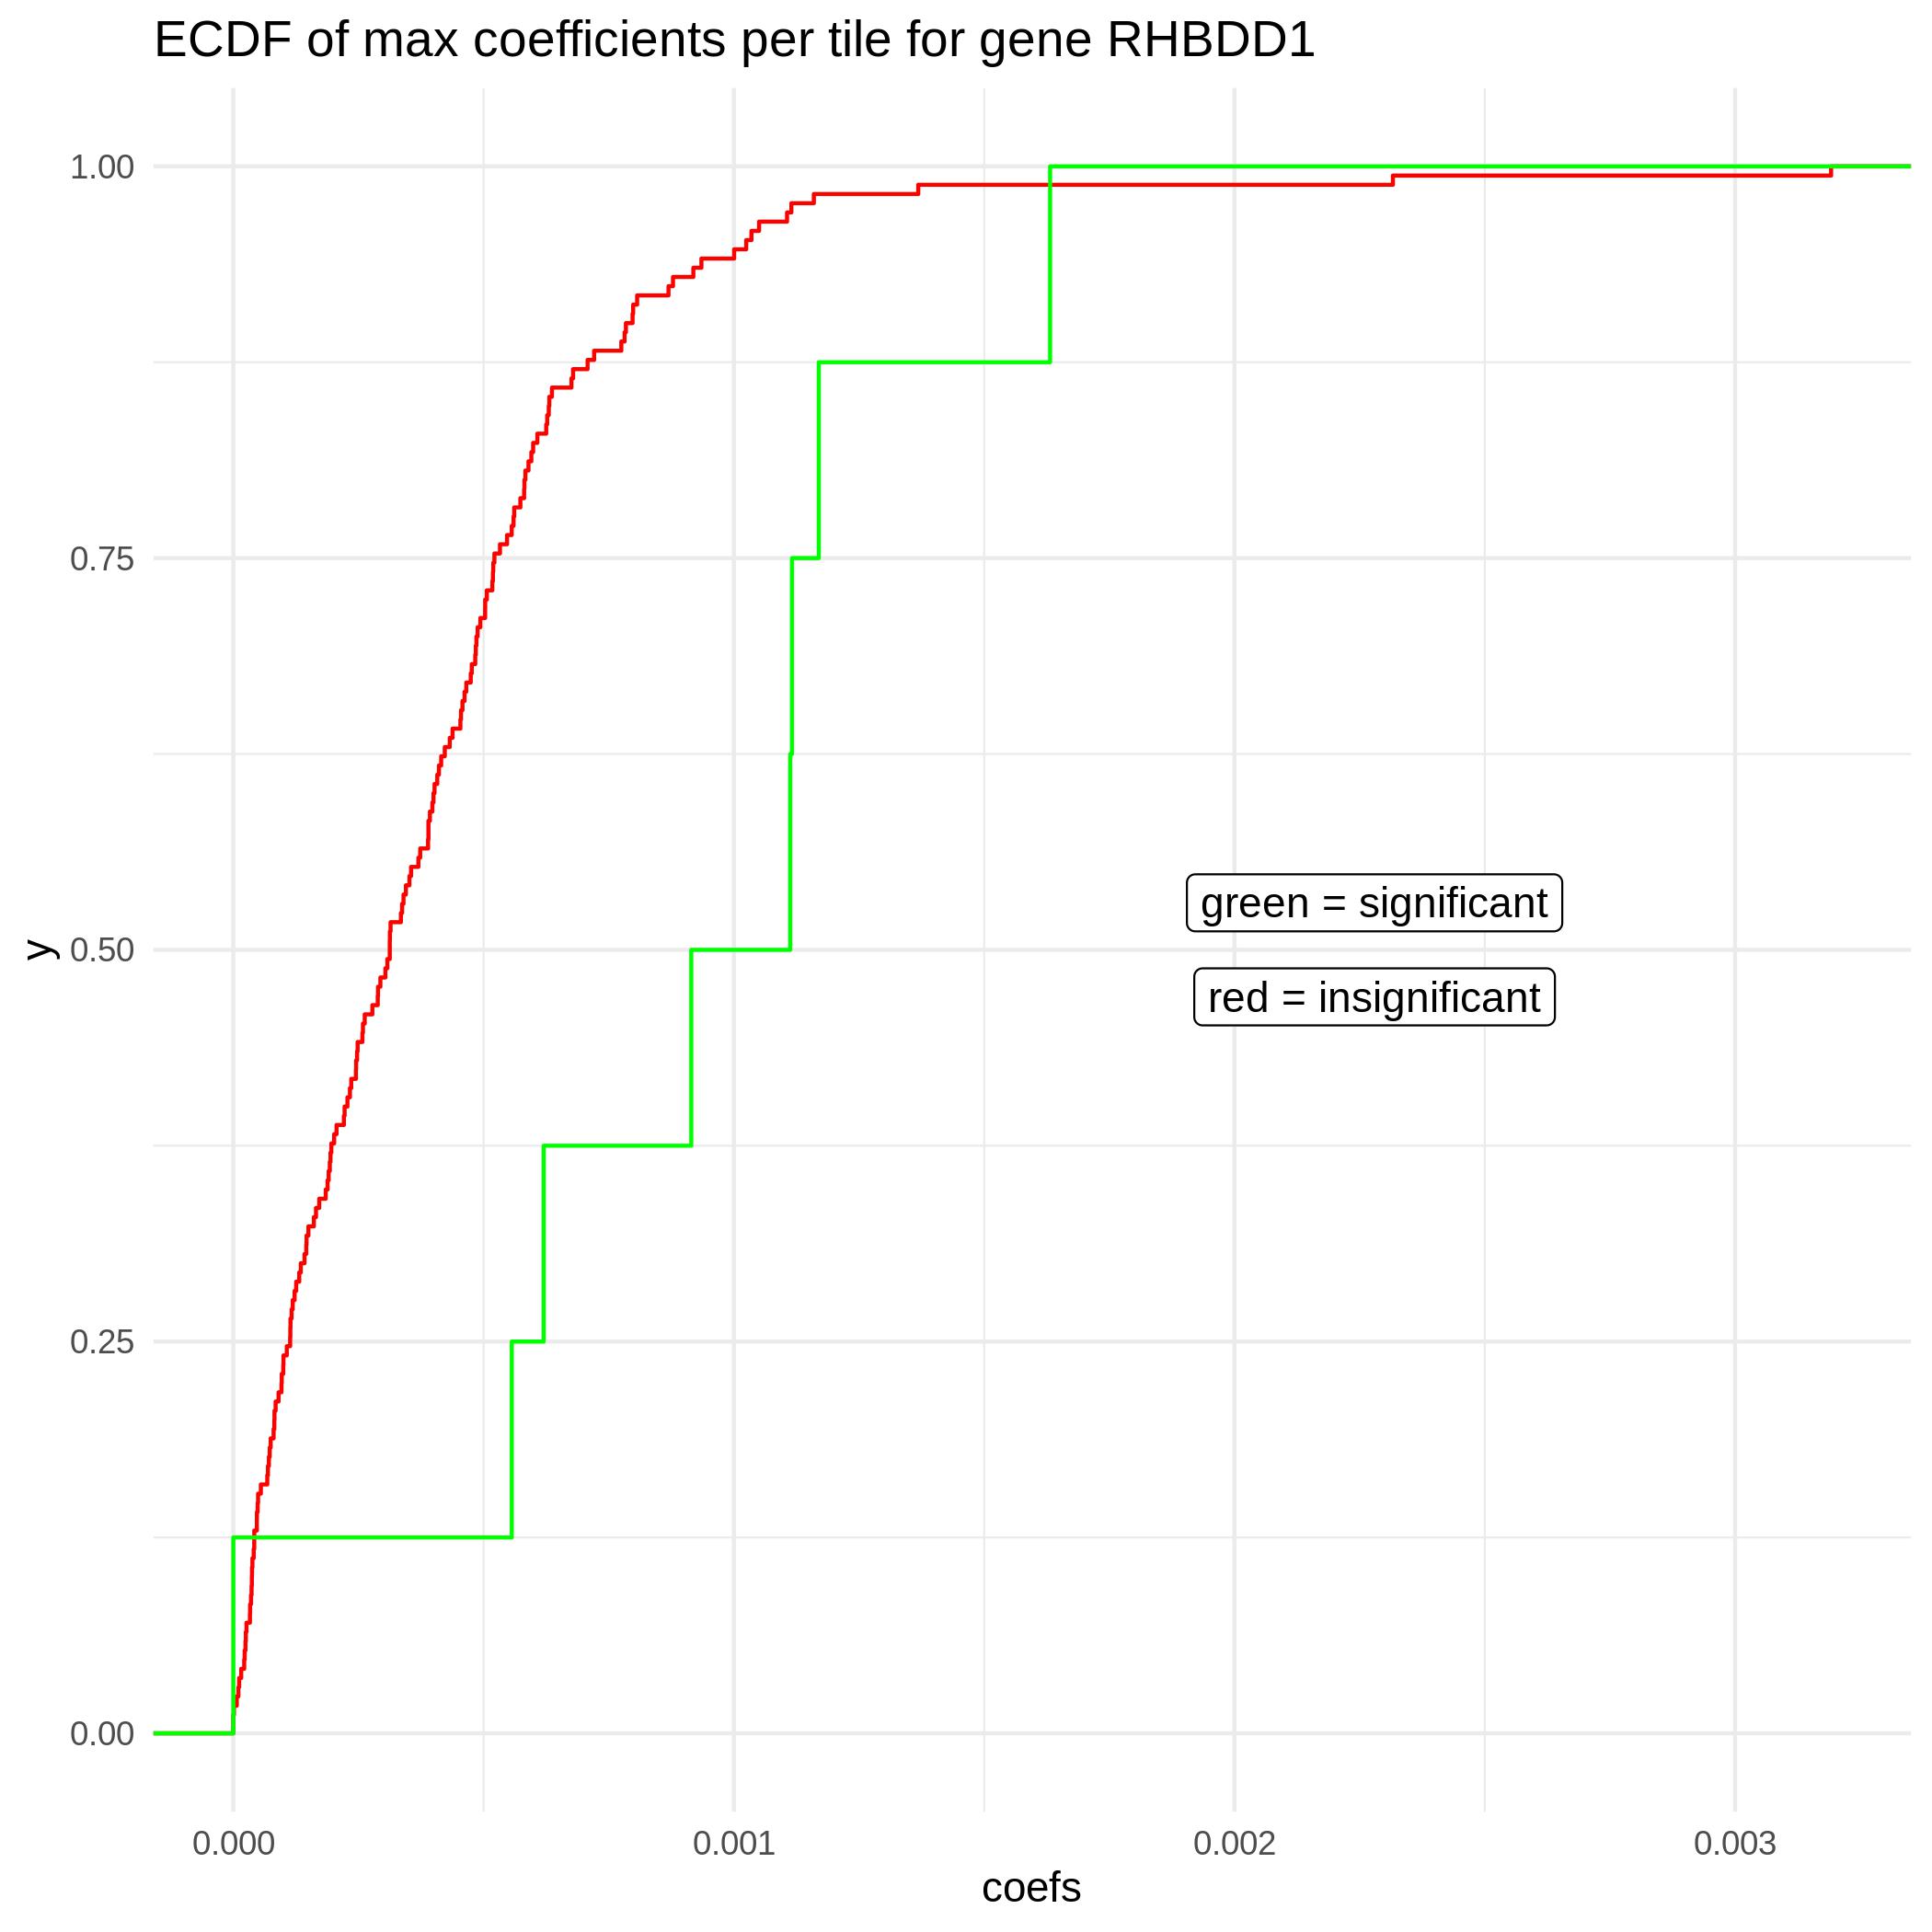 ECDF of max coefficients per tile for gene RHBDD1
1.00
0.75
0.50
0.25
0.00
y
green = significant
red = insignificant
0.000 0.001 0.002 0.003
coefs